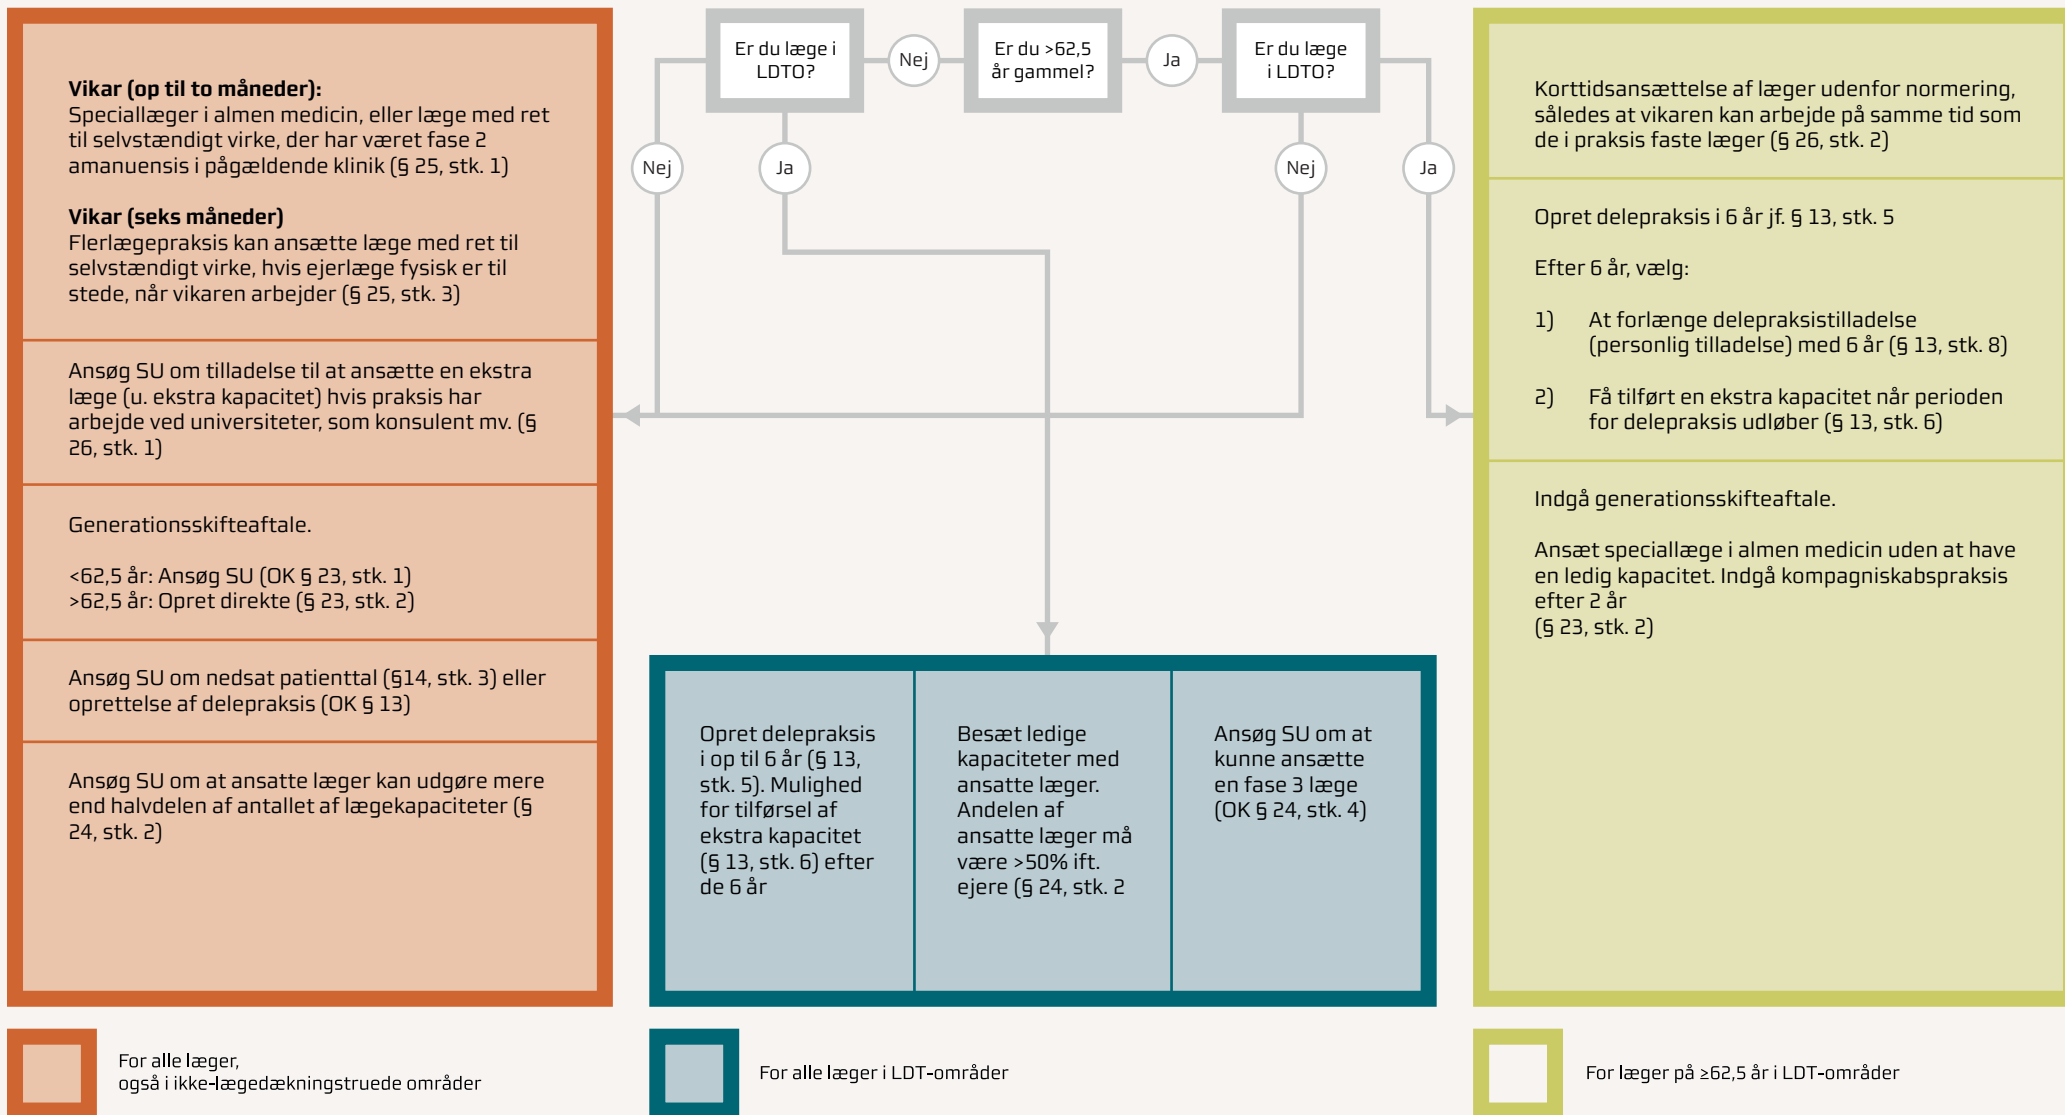 Er du læge i
LDTO?
Nej
Er du >62,5
år gammel?
Ja
Er du læge
i LDTO?
Nej
Ja
Nej
Ja
Vikar (op til to måneder):
Speciallæger i almen medicin, eller læge med ret
til selvstændigt virke, der har været fase 2
amanuensis i pågældende klinik (§ 25, stk. 1)
Vikar (seks måneder)
Flerlægepraksis kan ansætte læge med ret til
selvstændigt virke, hvis ejerlæge fysisk er til
stede, når vikaren arbejder (§ 25, stk. 3)
Ansøg SU om tilladelse til at ansætte en ekstra
læge (u. ekstra kapacitet) hvis praksis har
arbejde ved universiteter, som konsulent mv. (§
26, stk. 1)
Generationsskifteaftale.
<62,5 år: Ansøg SU (OK § 23, stk. 1)
>62,5 år: Opret direkte (§ 23, stk. 2)
Ansøg SU om nedsat patienttal (§14, stk. 3) eller
oprettelse af delepraksis (OK § 13)
Ansøg SU om at ansatte læger kan udgøre mere
end halvdelen af antallet af lægekapaciteter (§
24, stk. 2)
Opret delepraksis
i op til 6 år (§ 13,
stk. 5). Mulighed
for tilførsel af
ekstra kapacitet
(§ 13, stk. 6) efter
de 6 år
Besæt ledige
kapaciteter med
ansatte læger.
Andelen af
ansatte læger må
være >50% ift.
ejere (§ 24, stk. 2
Ansøg SU om at
kunne ansætte
en fase 3 læge
(OK § 24, stk. 4)
Korttidsansættelse af læger udenfor normering,
således at vikaren kan arbejde på samme tid som
de i praksis faste læger (§ 26, stk. 2)
Opret delepraksis i 6 år jf. § 13, stk. 5
Efter 6 år, vælg:
1) At forlænge delepraksistilladelse
(personlig tilladelse) med 6 år (§ 13, stk. 8)
2) Få tilført en ekstra kapacitet når perioden
for delepraksis udløber (§ 13, stk. 6)
Indgå generationsskifteaftale.
Ansæt speciallæge i almen medicin uden at have
en ledig kapacitet. Indgå kompagniskabspraksis
efter 2 år
(§ 23, stk. 2)
For alle læger,
også i ikke-lægedækningstruede områder
For alle læger i LDT-områder
For læger på ≥62,5 år i LDT-områder